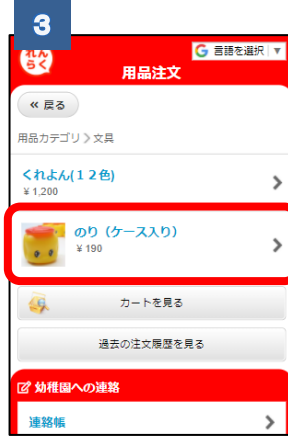 3
れん
らく
G 言語を選択 ▼
用品注文
« 戻る
用品カテゴリ > 文具
くれよん(12色)
¥ 1,200
のり（ケース入り）
¥ 190
カートを見る
過去の注文履歴を見る
幼稚園への連絡
連絡帳